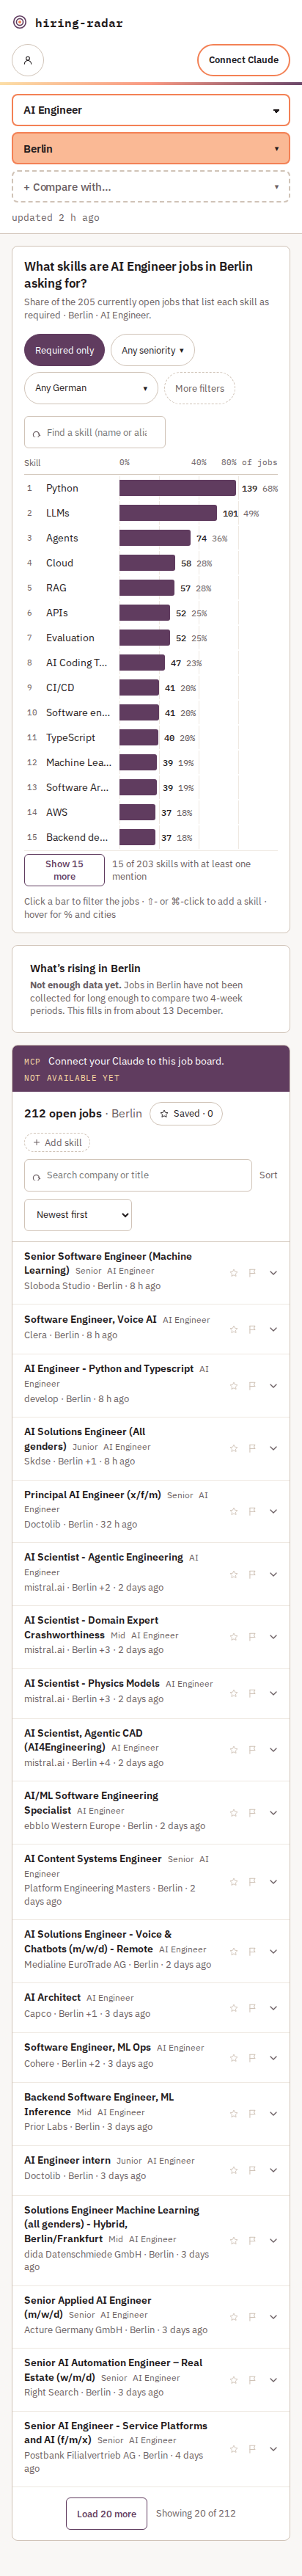 hiring-radar
Connect Claude
AI Engineer
Berlin
+ Compare with...
updated 2 h ago
What skills are AI Engineer jobs in Berlin
asking for?
Share of the 205 currently open jobs that list each skill as
required · Berlin · AI Engineer.
Required only
Any seniority
Any German
More filters
Find a skill (name or alia
Skill 0% 40% 80% of jobs
1 Python 139 68%
2 LLMs 101 49%
3 Agents 74 36%
4 Cloud 58 28%
5 RAG 57 28%
6 APIs 52 25%
7 Evaluation 52 25%
8 AI Coding T... 47 23%
9 CI/CD 41 20%
10 Software en... 41 20%
11 TypeScript 40 20%
12 Machine Lea... 39 19%
13 Software Ar... 39 19%
14 AWS 37 18%
15 Backend de... 37 18%
Show 15
more
15 of 203 skills with at least one
mention
Click a bar to filter the jobs · ⇧- or ⌘-click to add a skill ·
hover for % and cities
What's rising in Berlin
Not enough data yet. Jobs in Berlin have not been
collected for long enough to compare two 4-week
periods. This fills in from about 13 December.
MCP Connect your Claude to this job board.
NOT AVAILABLE YET
212 open jobs · Berlin
Saved · 0
+ Add skill
Search company or title
Sort
Newest first
Senior Software Engineer (Machine
Learning) Senior AI Engineer
Sloboda Studio · Berlin · 8 h ago
Software Engineer, Voice AI AI Engineer
Clera · Berlin · 8 h ago
AI Engineer - Python and Typescript AI
Engineer
develop · Berlin · 8 h ago
AI Solutions Engineer (All
genders) Junior AI Engineer
Skdse · Berlin +1 · 8 h ago
Principal AI Engineer (x/f/m) Senior AI
Engineer
Doctolib · Berlin · 32 h ago
AI Scientist - Agentic Engineering AI
Engineer
mistral.ai · Berlin +2 · 2 days ago
AI Scientist - Domain Expert
Crashworthiness Mid AI Engineer
mistral.ai · Berlin +3 · 2 days ago
AI Scientist - Physics Models AI Engineer
mistral.ai · Berlin +3 · 2 days ago
AI Scientist, Agentic CAD
(AI4Engineering) AI Engineer
mistral.ai · Berlin +4 · 2 days ago
AI/ML Software Engineering
Specialist AI Engineer
ebblo Western Europe · Berlin · 2 days ago
AI Content Systems Engineer Senior AI
Engineer
Platform Engineering Masters · Berlin · 2
days ago
AI Solutions Engineer - Voice &
Chatbots (m/w/d) - Remote AI Engineer
Medialine EuroTrade AG · Berlin · 2 days ago
AI Architect AI Engineer
Capco · Berlin +1 · 3 days ago
Software Engineer, ML Ops AI Engineer
Cohere · Berlin +2 · 3 days ago
Backend Software Engineer, ML
Inference Mid AI Engineer
Prior Labs · Berlin · 3 days ago
AI Engineer intern Junior AI Engineer
Doctolib · Berlin · 3 days ago
Solutions Engineer Machine Learning
(all genders) - Hybrid,
Berlin/Frankfurt Mid AI Engineer
dida Datenschmiede GmbH · Berlin · 3 days
ago
Senior Applied AI Engineer
(m/w/d) Senior AI Engineer
Acture Germany GmbH · Berlin · 3 days ago
Senior AI Automation Engineer – Real
Estate (w/m/d) Senior AI Engineer
Right Search · Berlin · 3 days ago
Senior AI Engineer - Service Platforms
and AI (f/m/x) Senior AI Engineer
Postbank Filialvertrieb AG · Berlin · 4 days
ago
Load 20 more
Showing 20 of 212